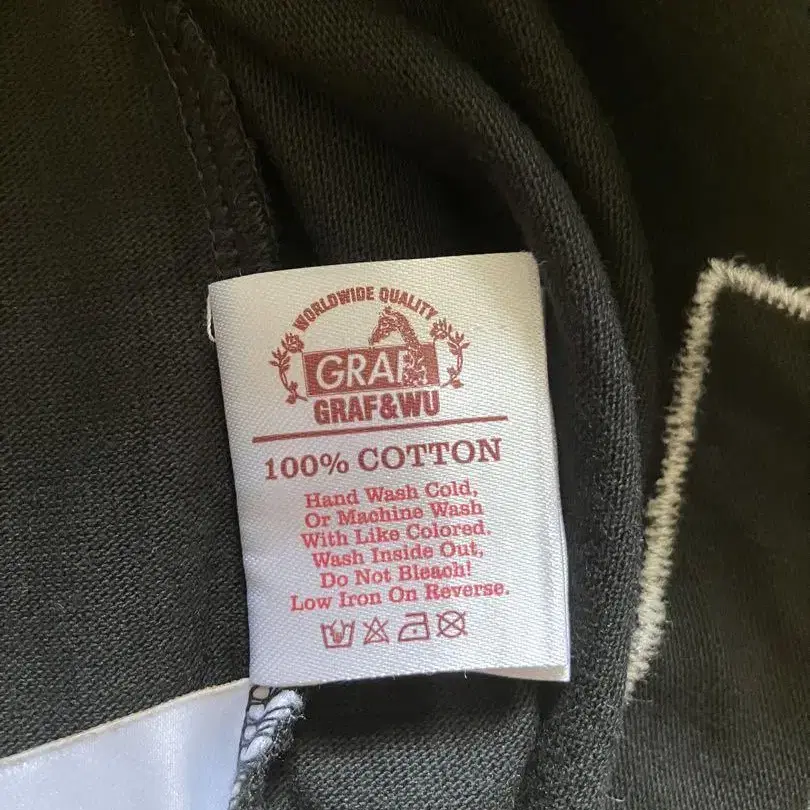 WORLDWIDE QUALITY
GRAF
GRAF&WU
100% COTTON
Hand Wash Cold,
Or Machine Wash
With Like Colored.
Wash Inside Out,
Do Not Bleach!
Low Iron On Reverse.